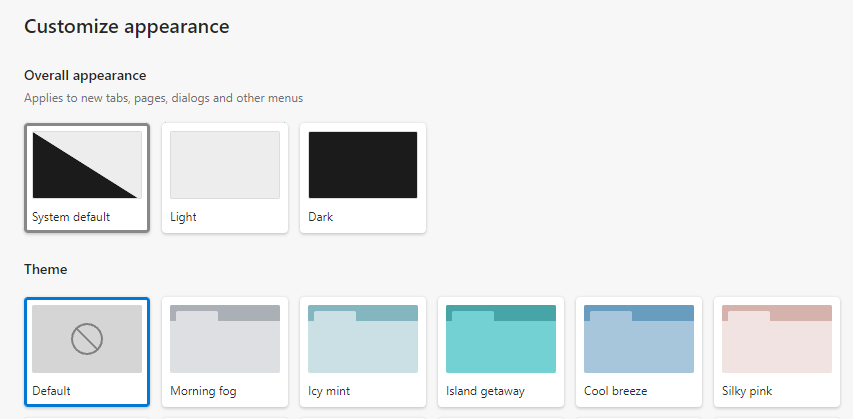 Customize appearance
Overall appearance
Applies to new tabs, pages, dialogs and other menus
System default
Light
Dark
Theme
Default
Morning fog
Icy mint
Island getaway
Cool breeze
Silky pink